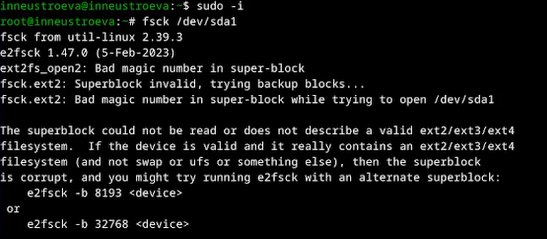 inneustroeva@inneustroeva:~$ sudo -i
root@inneustroeva:~# fsck /dev/sda1
fsck from util-linux 2.39.3
e2fsck 1.47.0 (5-Feb-2023)
ext2fs_open2: Bad magic number in super-block
fsck.ext2: Superblock invalid, trying backup blocks...
fsck.ext2: Bad magic number in super-block while trying to open /dev/sda1

The superblock could not be read or does not describe a valid ext2/ext3/ext4
filesystem.  If the device is valid and it really contains an ext2/ext3/ext4
filesystem (and not swap or ufs or something else), then the superblock
is corrupt, and you might try running e2fsck with an alternate superblock:
    e2fsck -b 8193 <device>
 or
    e2fsck -b 32768 <device>